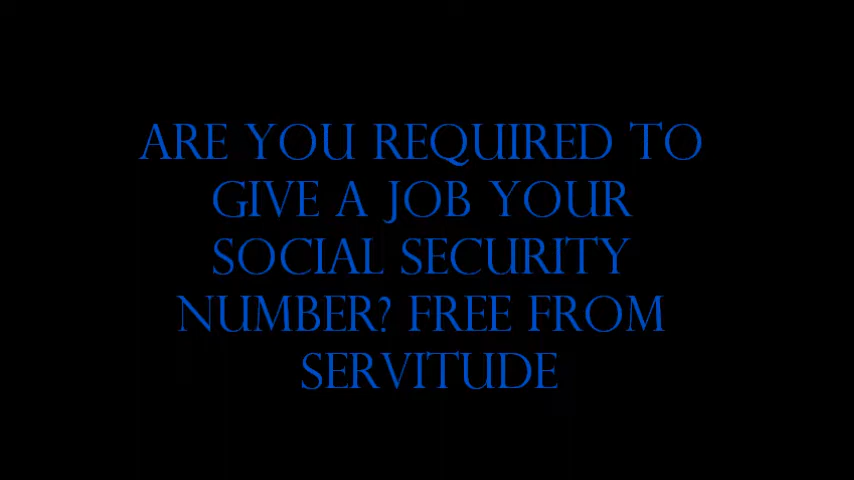 ARE YOU REQUIRED TO
GIVE A JOB YOUR
SOCIAL SECURITY
NUMBER? FREE FROM
SERVITUDE